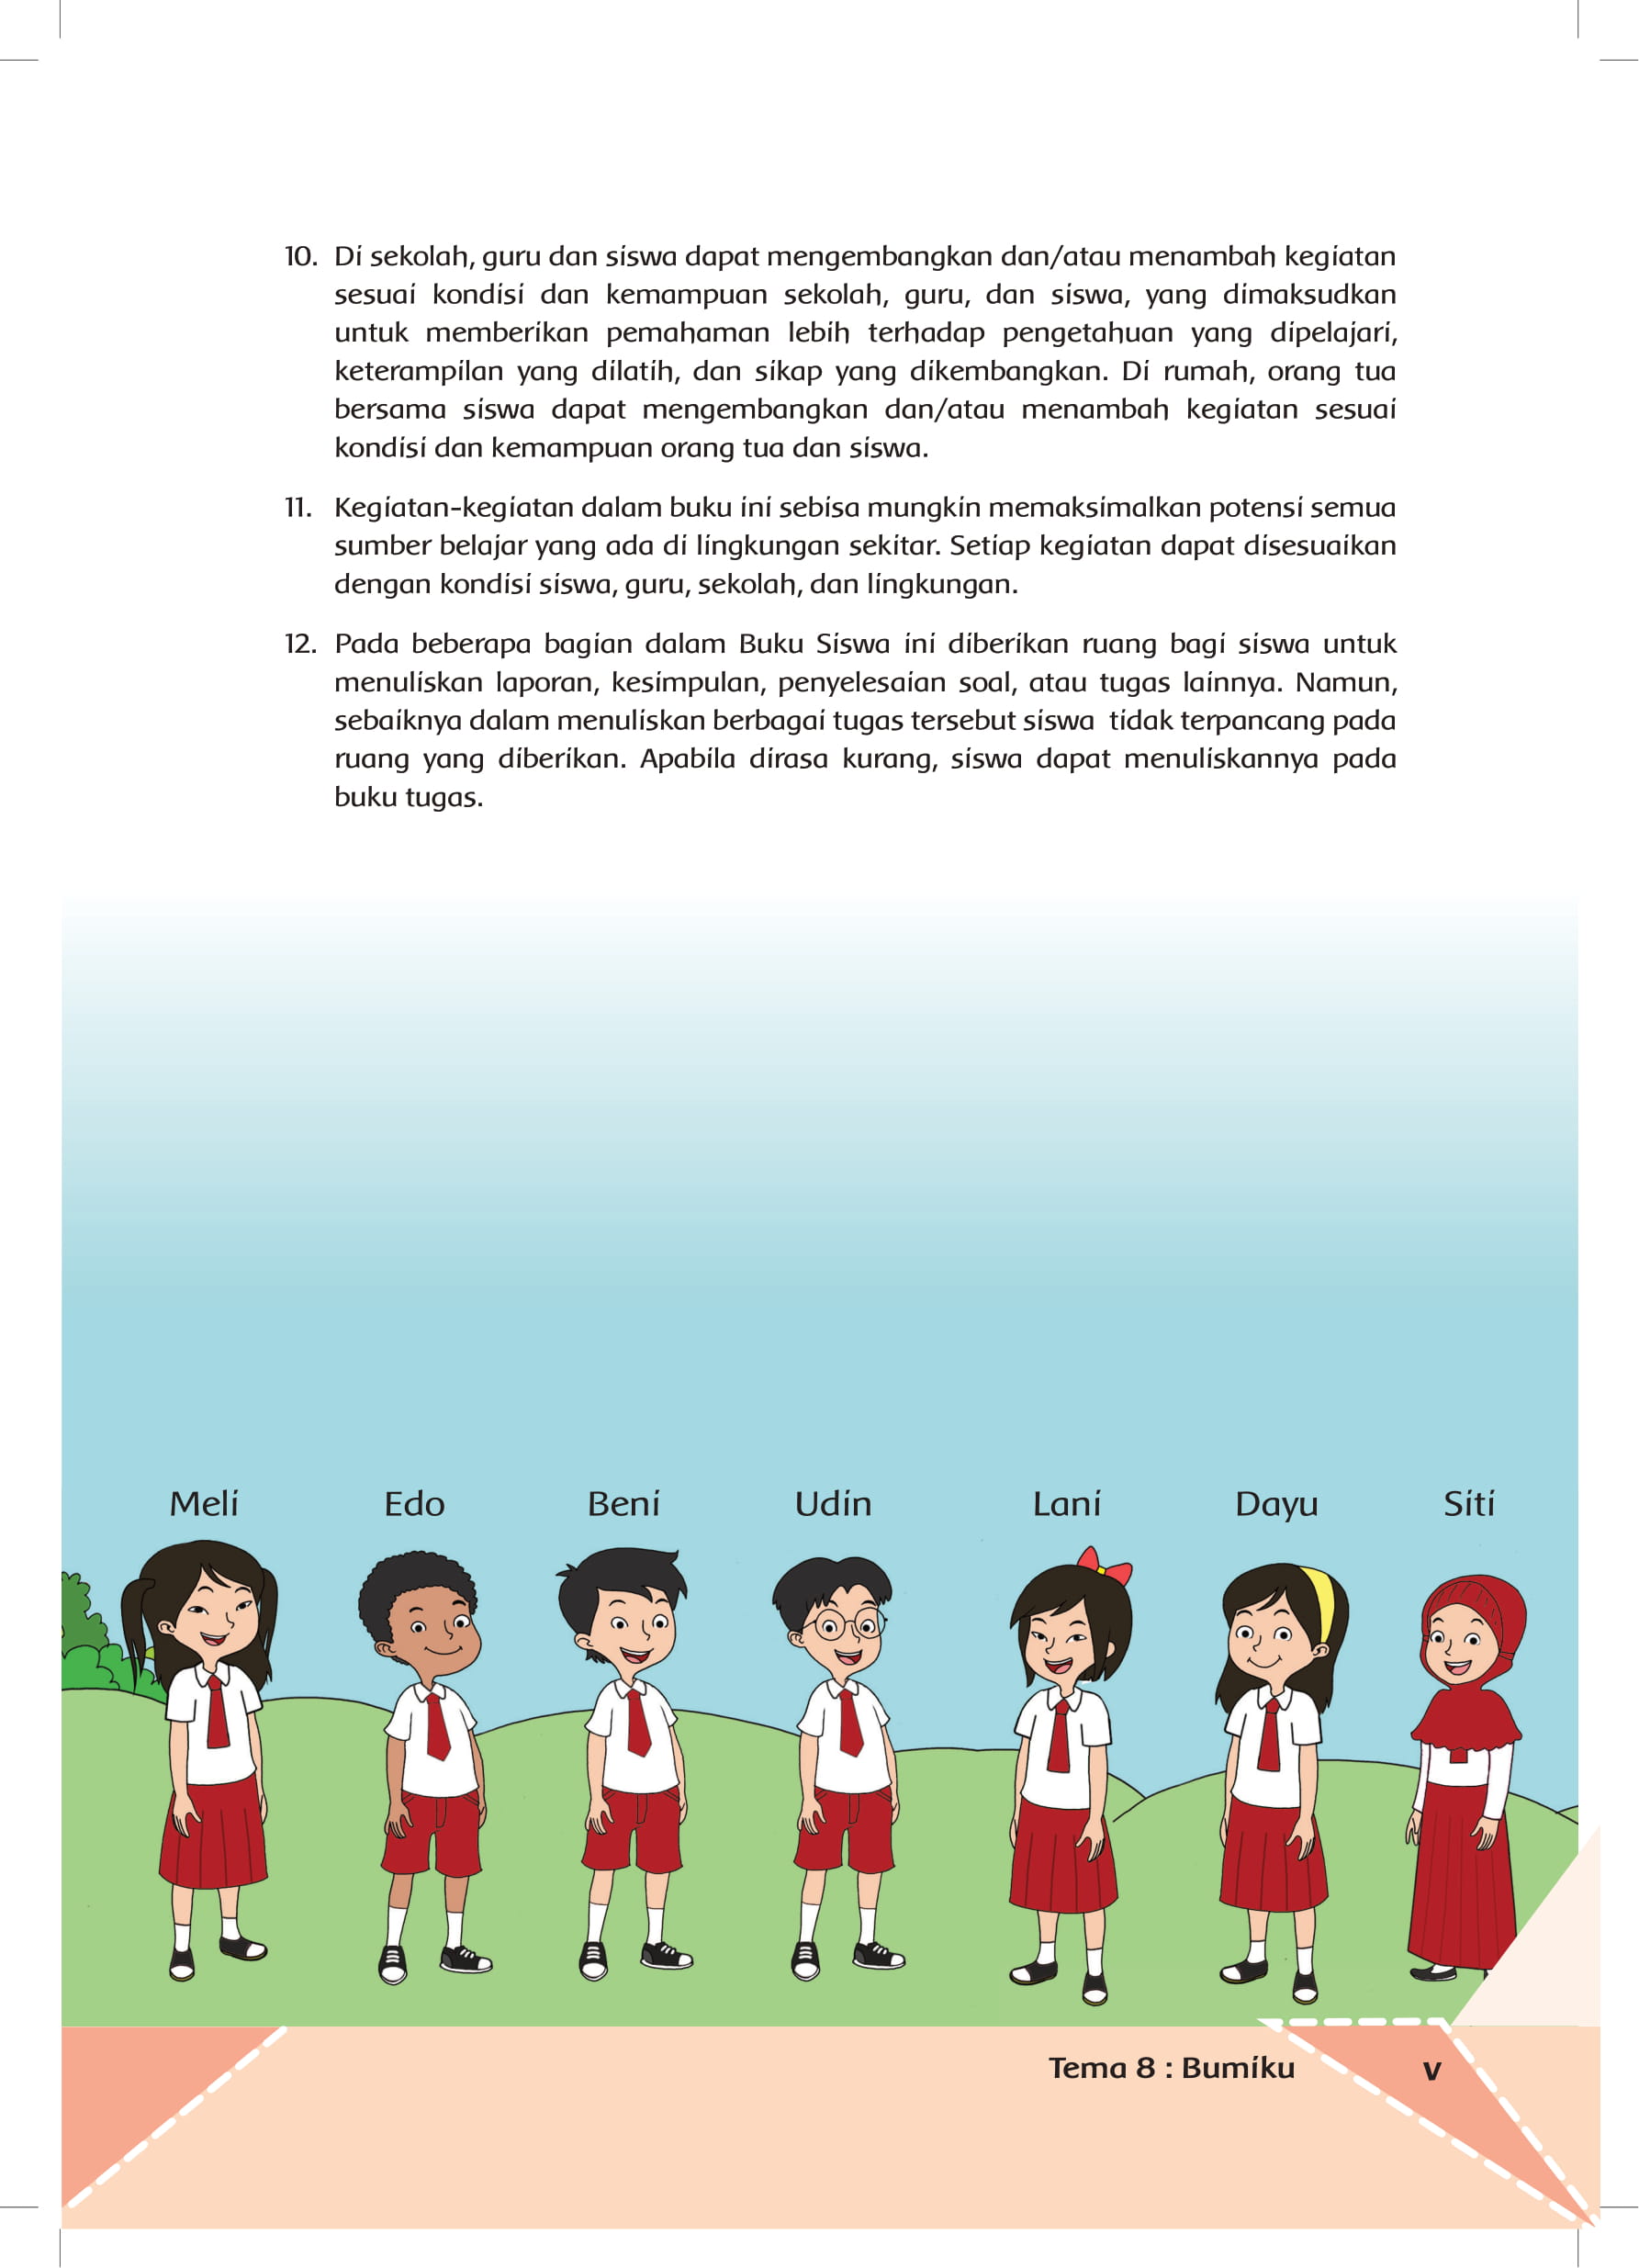 10. Di sekolah, guru dan siswa dapat mengembangkan dan/atau menambah kegiatan
sesuai kondisi dan kemampuan sekolah, guru, dan siswa, yang dimaksudkan
untuk memberikan pemahaman lebih terhadap pengetahuan yang dipelajari,
keterampilan yang dilatih, dan sikap yang dikembangkan. Di rumah, orang tua
bersama siswa dapat mengembangkan dan/atau menambah kegiatan sesuai
kondisi dan kemampuan orang tua dan siswa.
11. Kegiatan-kegiatan dalam buku ini sebisa mungkin memaksimalkan potensi semua
sumber belajar yang ada di lingkungan sekitar. Setiap kegiatan dapat disesuaikan
dengan kondisi siswa, guru, sekolah, dan lingkungan.
12. Pada beberapa bagian dalam Buku Siswa ini diberikan ruang bagi siswa untuk
menuliskan laporan, kesimpulan, penyelesaian soal, atau tugas lainnya. Namun,
sebaiknya dalam menuliskan berbagai tugas tersebut siswa tidak terpancang pada
ruang yang diberikan. Apabila dirasa kurang, siswa dapat menuliskannya pada
buku tugas.
Meli Edo Beni Udin Lani Dayu Siti
Tema 8 : Bumiku v